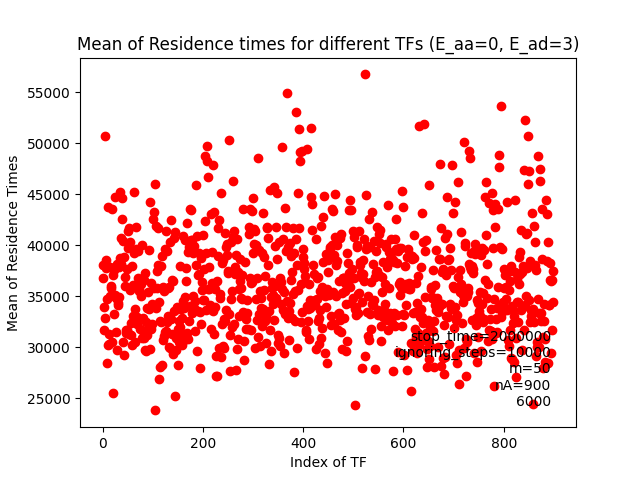 Mean of Residence times for different TFs (E_aa=0, E_ad=3)
Mean of Residence Times
55000
50000
45000
40000
35000
30000
25000
stop_time=2000000
ignoring_steps=10000
m=50
nA=900
6000
0 200 400 600 800
Index of TF